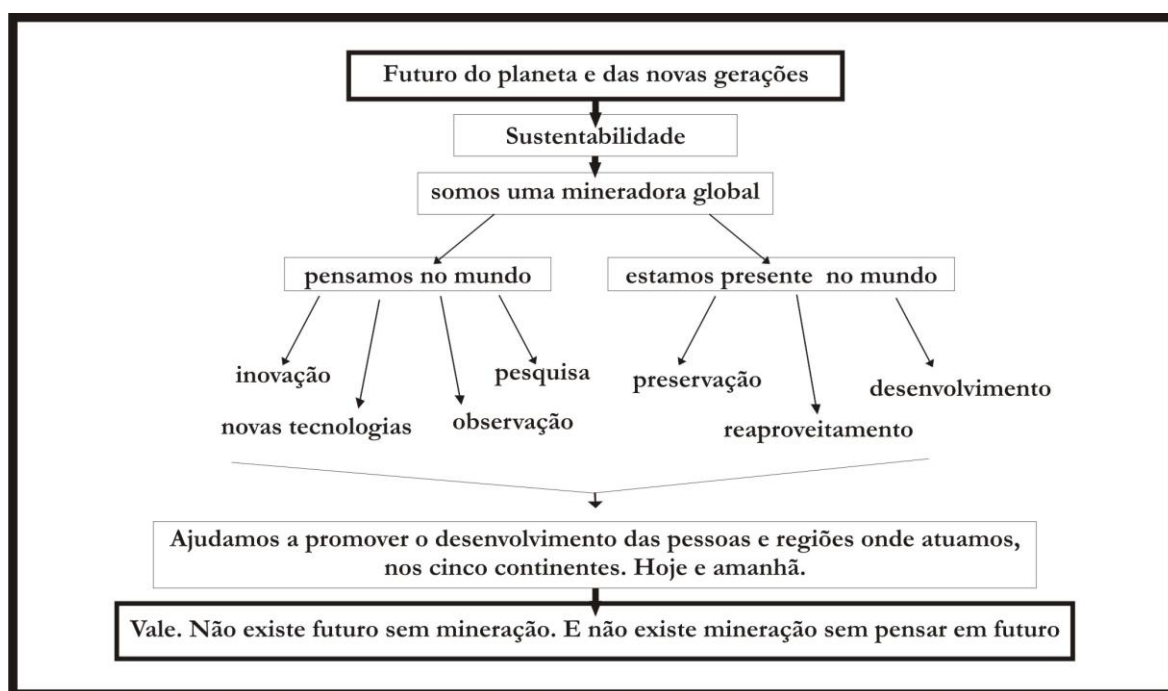 Futuro do planeta e das novas gerações
Sustentabilidade
somos uma mineradora global
pensamos no mundo
estamos presente no mundo
inovação
pesquisa
novas tecnologias
observação
preservação
desenvolvimento
reaproveitamento
Ajudamos a promover o desenvolvimento das pessoas e regiões onde atuamos,
nos cinco continentes. Hoje e amanhã.
Vale. Não existe futuro sem mineração. E não existe mineração sem pensar em futuro